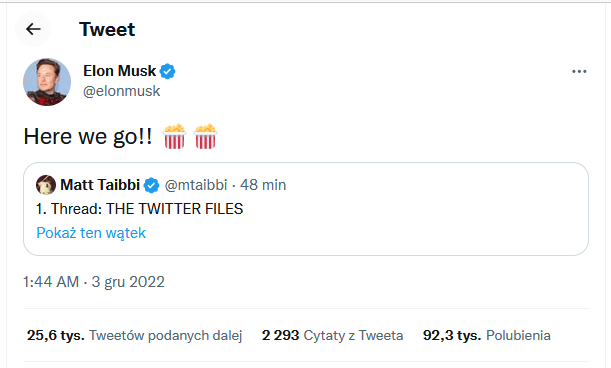 Tweet
Elon Musk
@elonmusk
Here we go!! 🍿🍿
Matt Taibbi @mtaibbi · 48 min
1. Thread: THE TWITTER FILES
Pokaż ten wątek
1:44 AM · 3 gru 2022
25,6 tys. Tweetów podanych dalej 2 293 Cytaty z Tweeta 92,3 tys. Polubienia